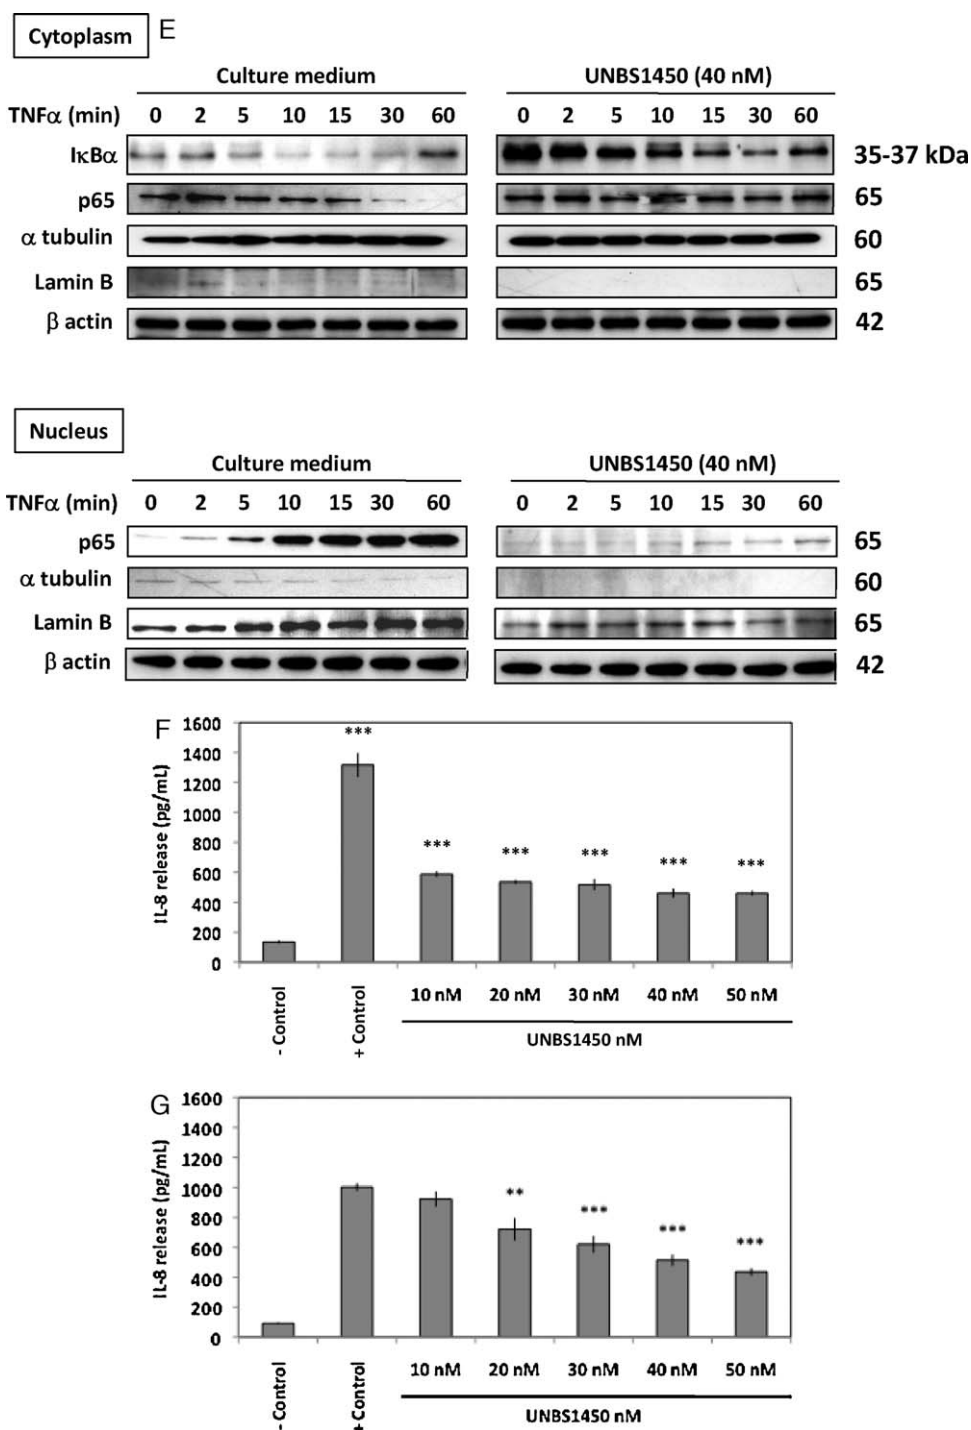 Cytoplasm E
Culture medium UNBS1450 (40 nM)
TNFα (min) 0 2 5 10 15 30 60 0 2 5 10 15 30 60
IκBα 35-37 kDa
p65 65
α tubulin 60
Lamin B 65
β actin 42
Nucleus
Culture medium UNBS1450 (40 nM)
TNFα (min) 0 2 5 10 15 30 60 0 2 5 10 15 30 60
p65 65
α tubulin 60
Lamin B 65
β actin 42
F
IL-8 release (pg/mL)
1600
1400
1200
1000
800
600
400
200
0
*** *** *** *** *** ***
- Control + Control 10 nM 20 nM 30 nM 40 nM 50 nM
UNBS1450 nM
G
IL-8 release (pg/mL)
1600
1400
1200
1000
800
600
400
200
0
** *** *** ***
- Control + Control 10 nM 20 nM 30 nM 40 nM 50 nM
UNBS1450 nM